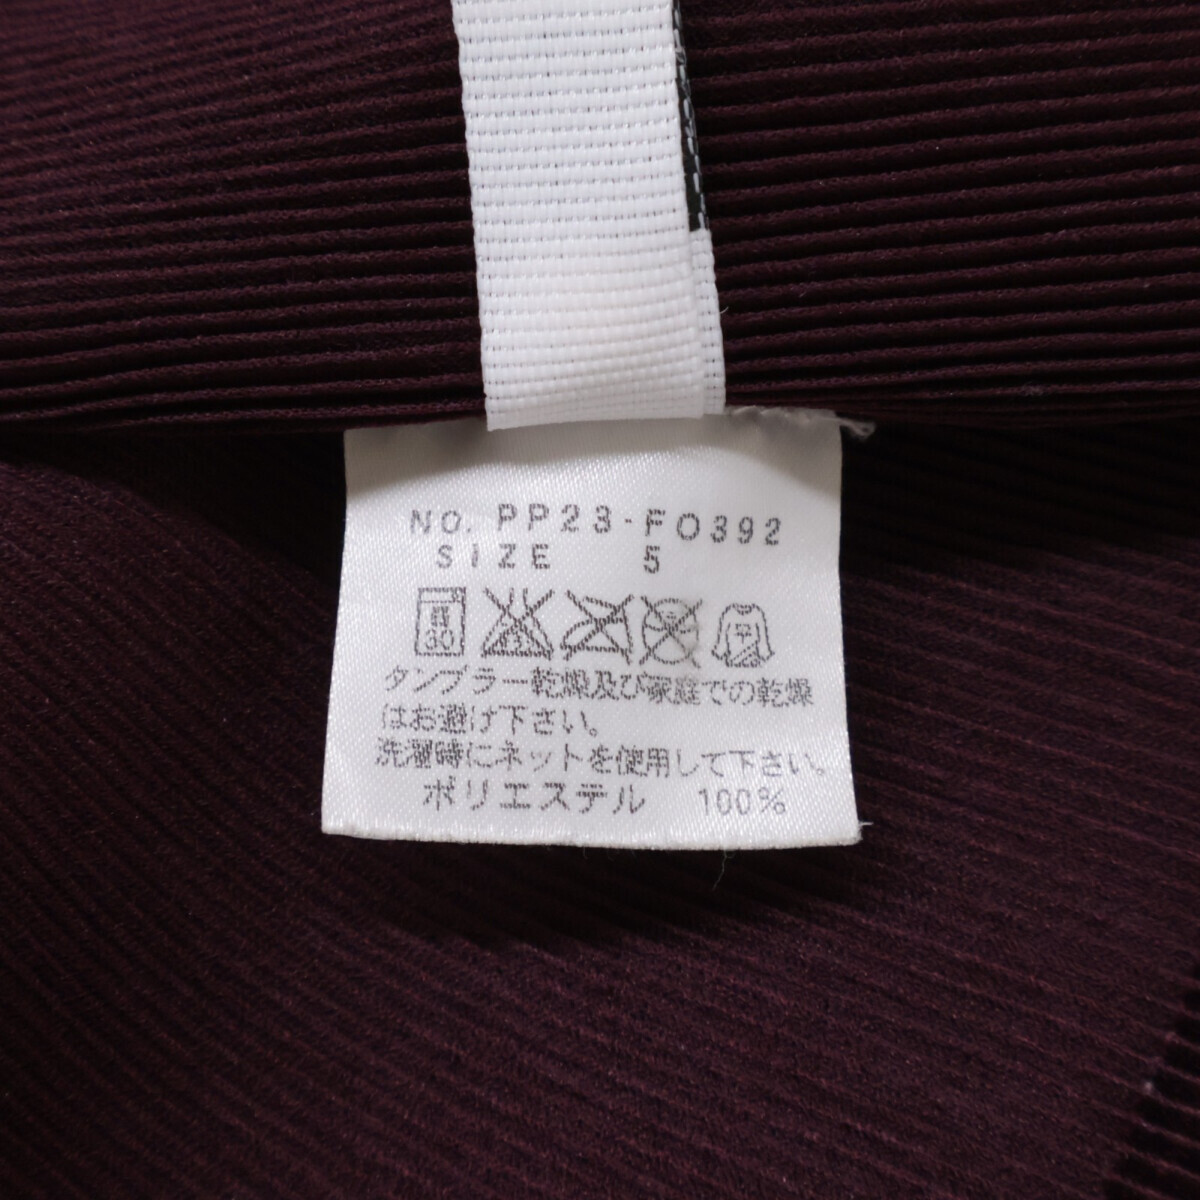 NO. PP23-FO392
SIZE 5
弱 30
タンブラー乾燥及び家庭での乾燥
はお避け下さい。
洗濯時にネットを使用して下さい。
ポリエステル 100%